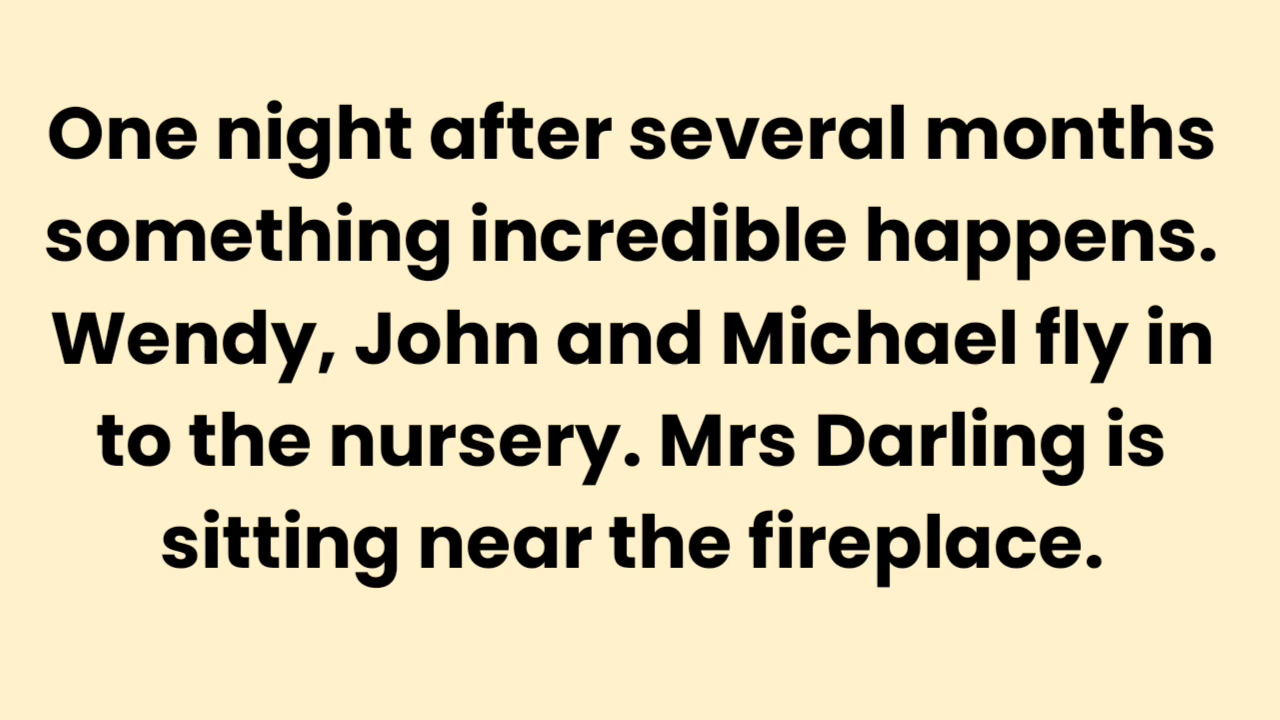 One night after several months
something incredible happens.
Wendy, John and Michael fly in
to the nursery. Mrs Darling is
sitting near the fireplace.